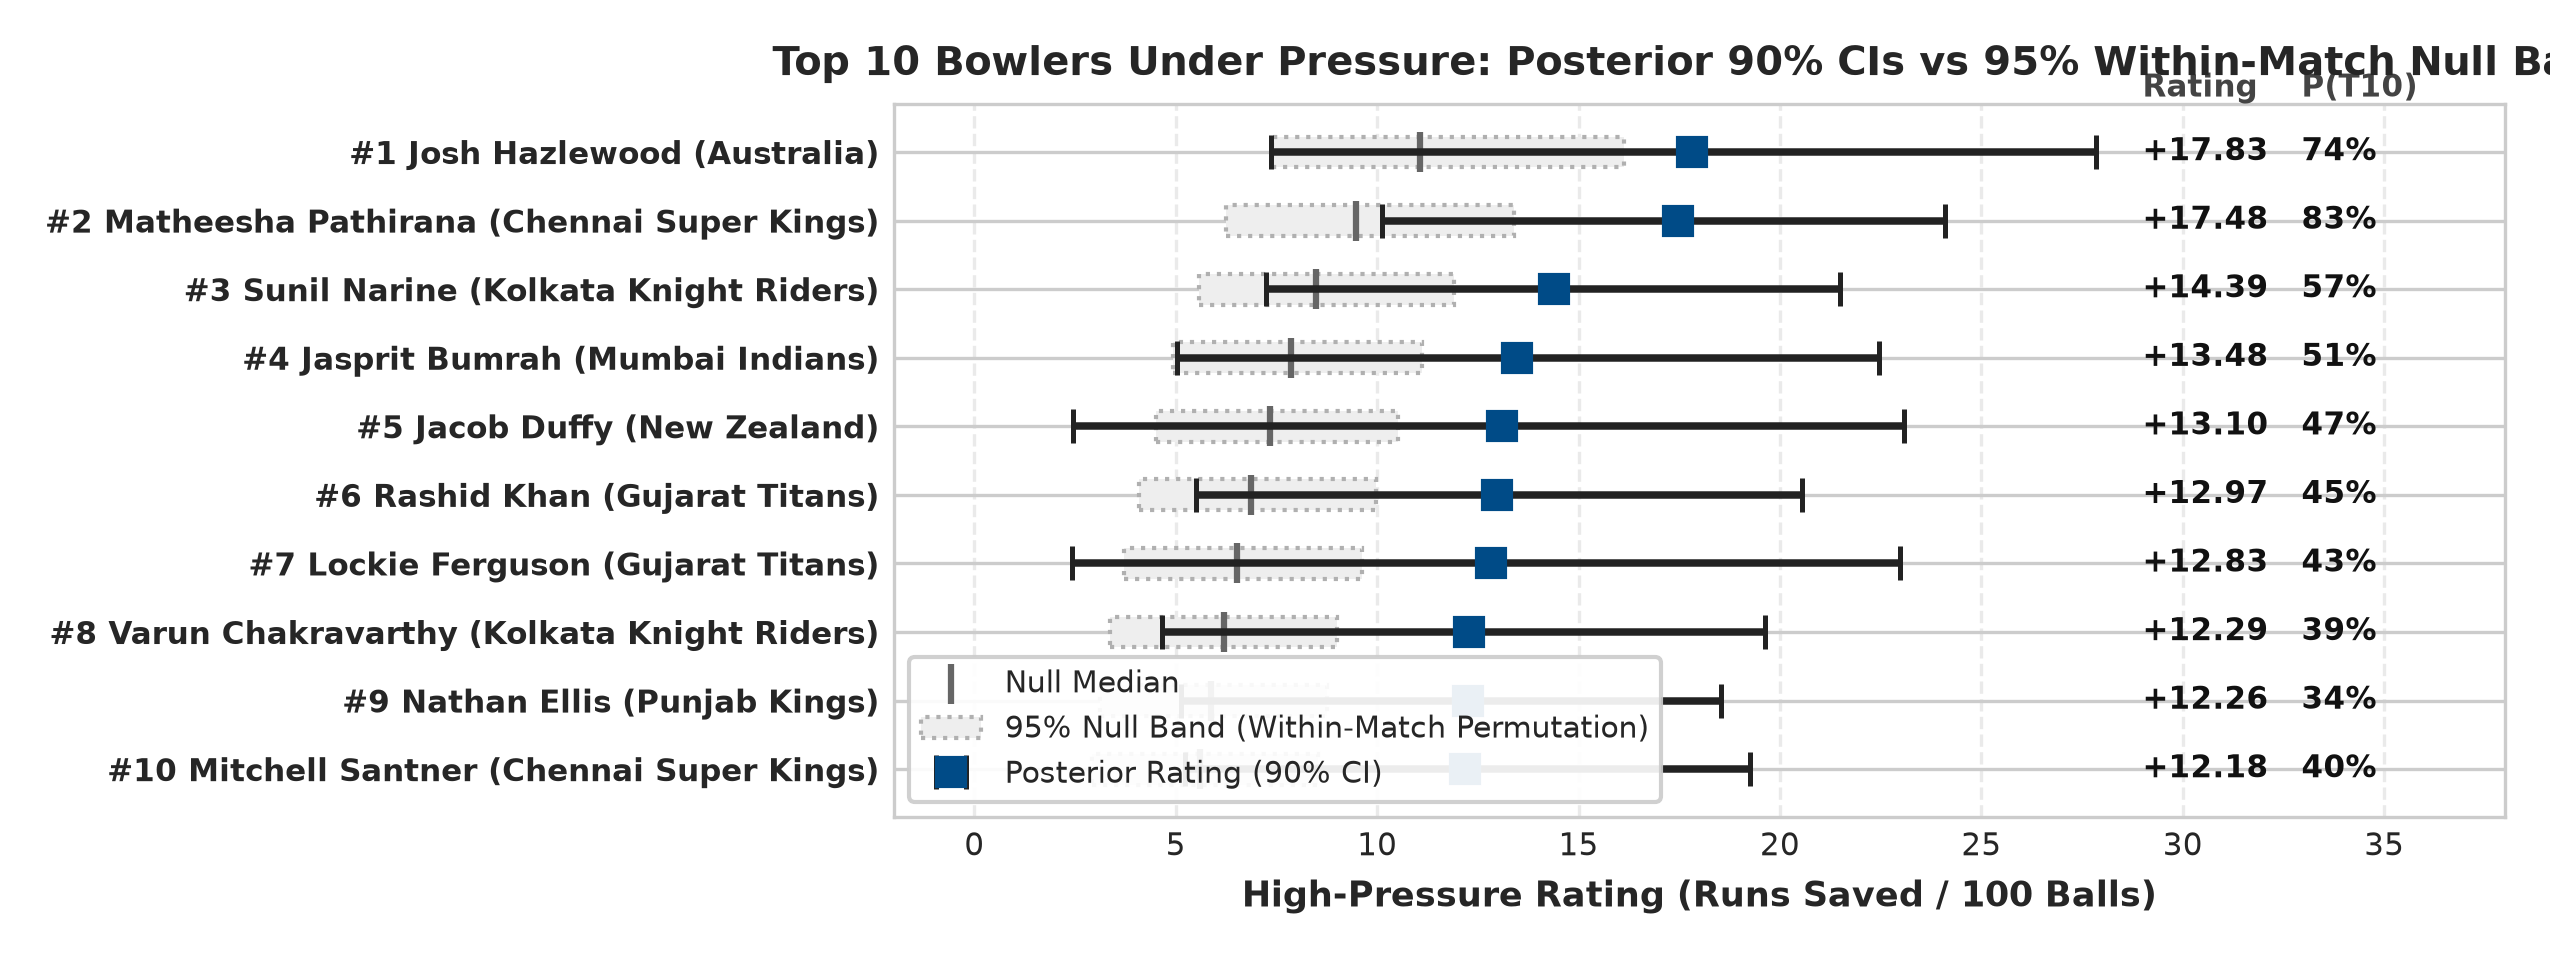 Top 10 Bowlers Under Pressure: Posterior 90% CIs vs 95% Within-Match Null Ba
Rating P(T10)
#1 Josh Hazlewood (Australia) +17.83 74%
#2 Matheesha Pathirana (Chennai Super Kings) +17.48 83%
#3 Sunil Narine (Kolkata Knight Riders) +14.39 57%
#4 Jasprit Bumrah (Mumbai Indians) +13.48 51%
#5 Jacob Duffy (New Zealand) +13.10 47%
#6 Rashid Khan (Gujarat Titans) +12.97 45%
#7 Lockie Ferguson (Gujarat Titans) +12.83 43%
#8 Varun Chakravarthy (Kolkata Knight Riders) +12.29 39%
#9 Nathan Ellis (Punjab Kings) +12.26 34%
#10 Mitchell Santner (Chennai Super Kings) +12.18 40%
Null Median
95% Null Band (Within-Match Permutation)
Posterior Rating (90% CI)
0 5 10 15 20 25 30 35
High-Pressure Rating (Runs Saved / 100 Balls)